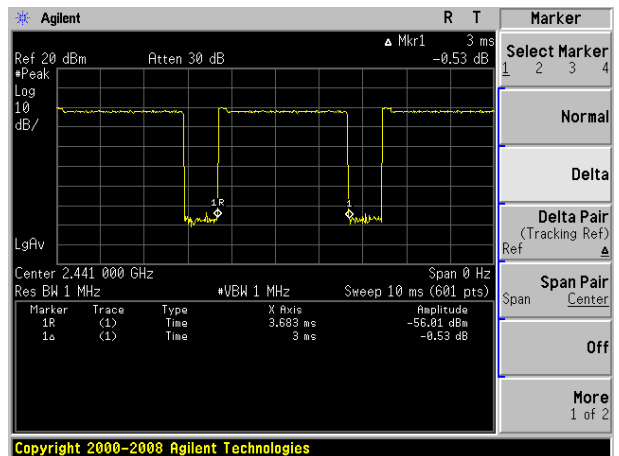 Agilent R T Marker
▵ Mkr1 3 ms
Ref 20 dBm Atten 30 dB -0.53 dB
#Peak
Log
10
dB/
1R 1
LgAv
Center 2.441 000 GHz Span 0 Hz
Res BW 1 MHz #VBW 1 MHz Sweep 10 ms (601 pts)
Marker Trace Type X Axis Amplitude
1R (1) Time 3.683 ms -56.01 dBm
1▵ (1) Time 3 ms -0.53 dB
Select Marker
1 2 3 4
Normal
Delta
Delta Pair
(Tracking Ref)
Ref ▵
Span Pair
Span Center
Off
More
1 of 2
Copyright 2000-2008 Agilent Technologies